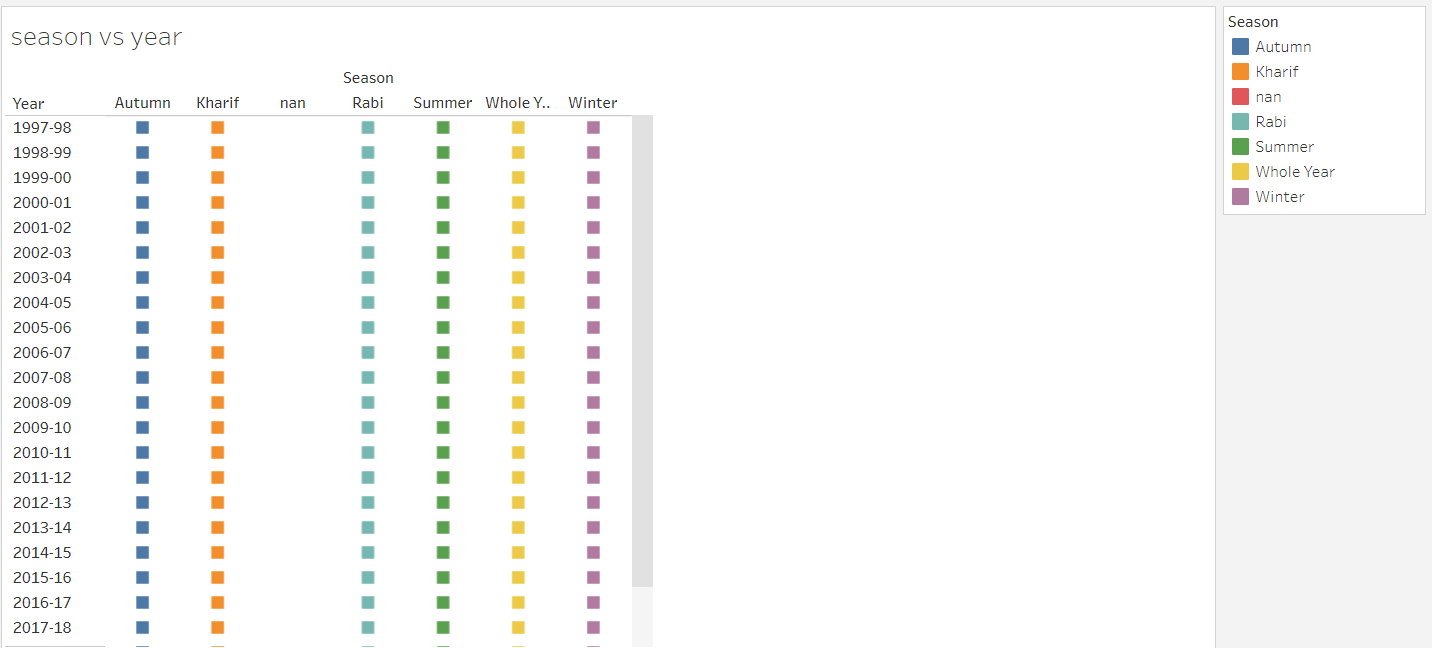 season vs year
Season
Year Autumn Kharif nan Rabi Summer Whole Y.. Winter
1997-98
1998-99
1999-00
2000-01
2001-02
2002-03
2003-04
2004-05
2005-06
2006-07
2007-08
2008-09
2009-10
2010-11
2011-12
2012-13
2013-14
2014-15
2015-16
2016-17
2017-18
Season
Autumn
Kharif
nan
Rabi
Summer
Whole Year
Winter